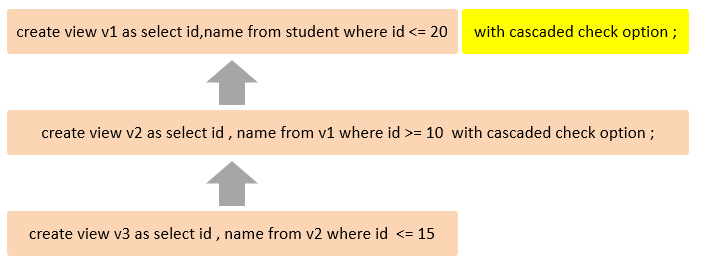 create view v1 as select id,name from student where id <= 20 with cascaded check option ;
create view v2 as select id , name from v1 where id >= 10 with cascaded check option ;
create view v3 as select id , name from v2 where id <= 15